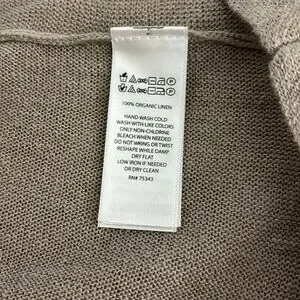 100% ORGANIC LINEN
HAND WASH COLD
WASH WITH LIKE COLORS
ONLY NON-CHLORINE
BLEACH WHEN NEEDED
DO NOT WRING OR TWIST
RESHAPE WHILE DAMP
DRY FLAT
LOW IRON IF NEEDED
OR DRY CLEAN
RN# 75341